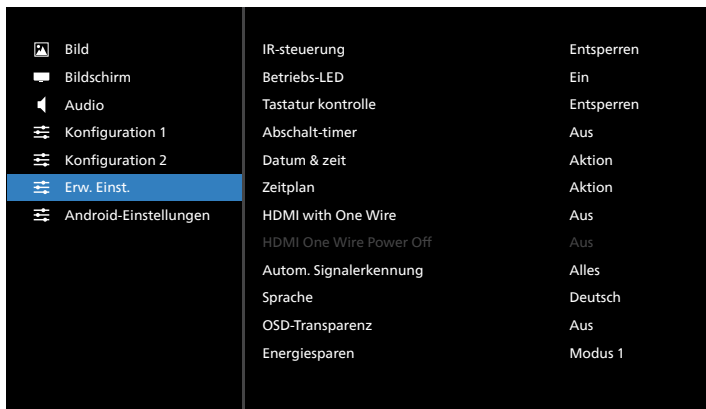 Bild
Bildschirm
Audio
Konfiguration 1
Konfiguration 2
Erw. Einst.
Android-Einstellungen
IR-steuerung Entsperren
Betriebs-LED Ein
Tastatur kontrolle Entsperren
Abschalt-timer Aus
Datum & zeit Aktion
Zeitplan Aktion
HDMI with One Wire Aus
HDMI One Wire Power Off Aus
Autom. Signalerkennung Alles
Sprache Deutsch
OSD-Transparenz Aus
Energiesparen Modus 1